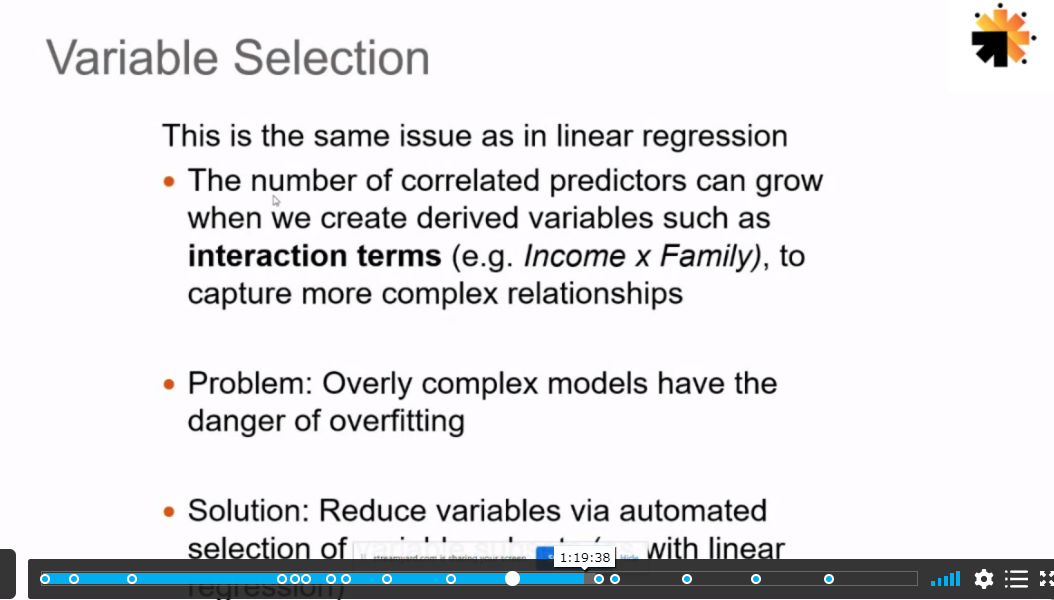 Variable Selection
This is the same issue as in linear regression
The number of correlated predictors can grow
when we create derived variables such as
interaction terms (e.g. Income x Family), to
capture more complex relationships
Problem: Overly complex models have the
danger of overfitting
Solution: Reduce variables via automated
selection of variable with linear
streamyard.com is sharing your screen
Hide
1:19:38
regression)